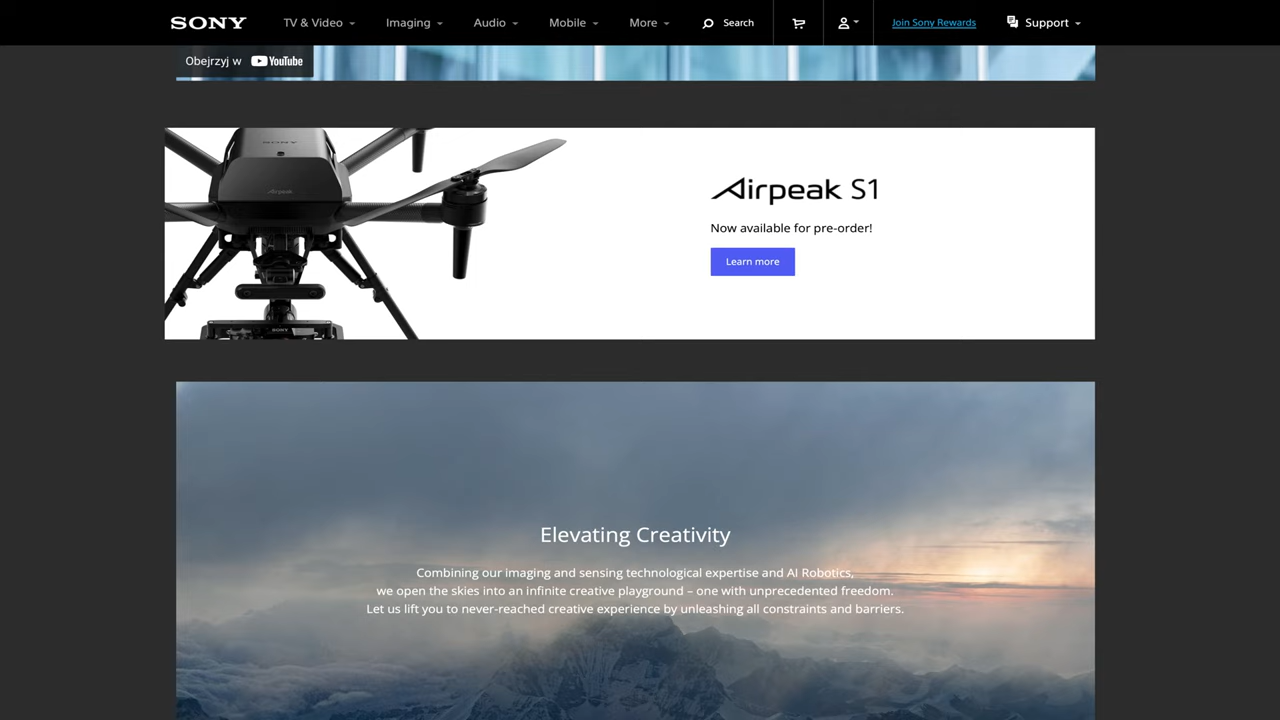 SONY
TV & Video
Imaging
Audio
Mobile
More
Search
Join Sony Rewards
Support
Obejrzyj w YouTube
SONY
Airpeak
SONY
Airpeak S1
Now available for pre-order!
Learn more
Elevating Creativity
Combining our imaging and sensing technological expertise and AI Robotics,
we open the skies into an infinite creative playground – one with unprecedented freedom.
Let us lift you to never-reached creative experience by unleashing all constraints and barriers.